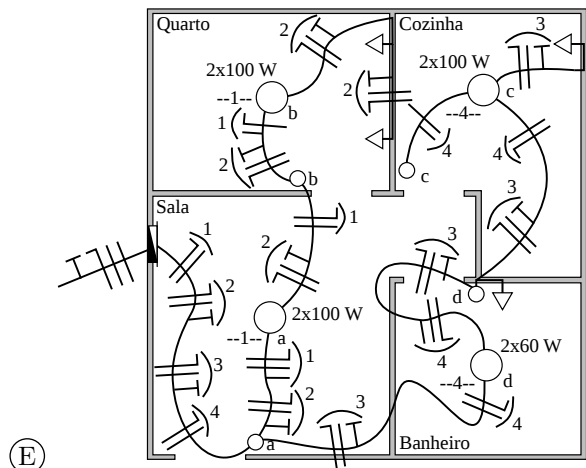 Quarto
Cozinha
2
3
2x100 W
2x100 W
--1--
b
2
c
1
--4--
4
4
2
b
c
Sala
1
1
3
3
2
2
d
2x100 W
--1--
a
2x60 W
1
4
--4--
d
3
2
4
3
4
a
Banheiro
E